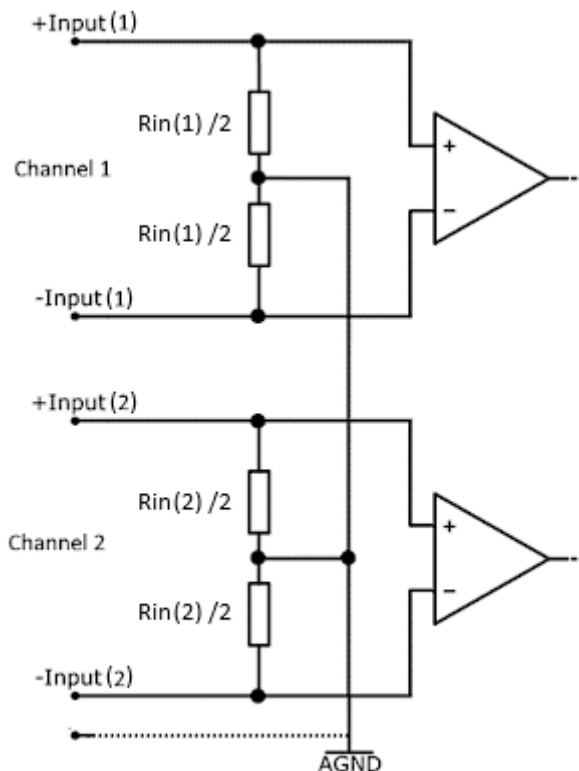 +Input(1)
Rin(1)/2
+
Channel 1
Rin(1)/2
−
-Input(1)
+Input(2)
Rin(2)/2
+
Channel 2
Rin(2)/2
−
-Input(2)
AGND